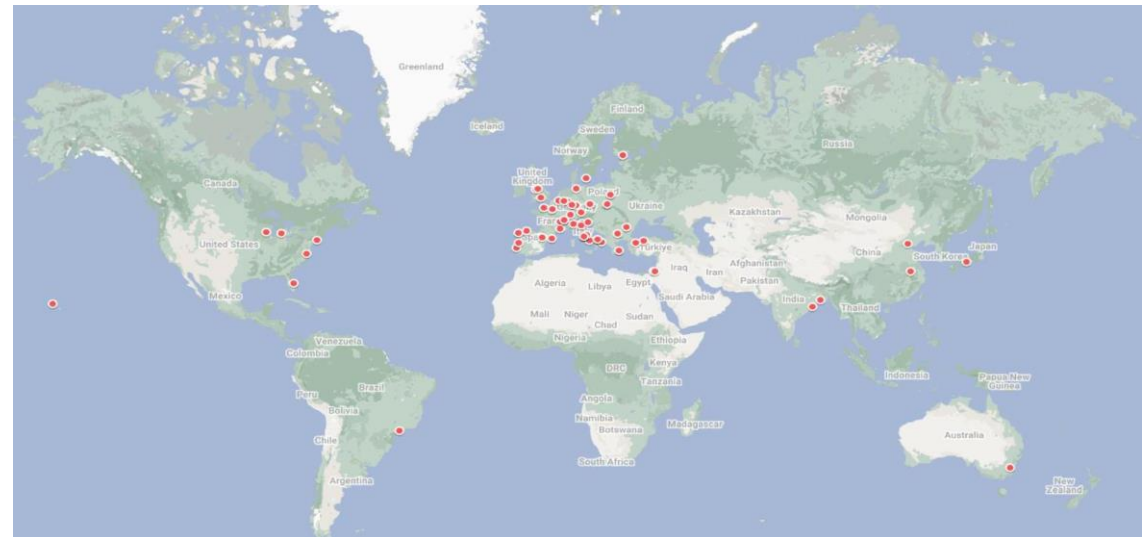 Greenland
Iceland
Finland
Sweden
Norway
Russia
United
Kingdom
Canada
Poland
Ukraine
Kazakhstan
Mongolia
United States
Türkiye
China
South Korea
Japan
Afghanistan
Iraq
Iran
Pakistan
Algeria
Libya
Egypt
Saudi Arabia
Mexico
India
Thailand
Mali
Niger
Chad
Sudan
Nigeria
Ethiopia
Venezuela
Colombia
Kenya
DRC
Tanzania
Indonesia
Papua New
Guinea
Peru
Brazil
Angola
Bolivia
Namibia
Botswana
Madagascar
Chile
Australia
South Africa
Argentina
New
Zealand